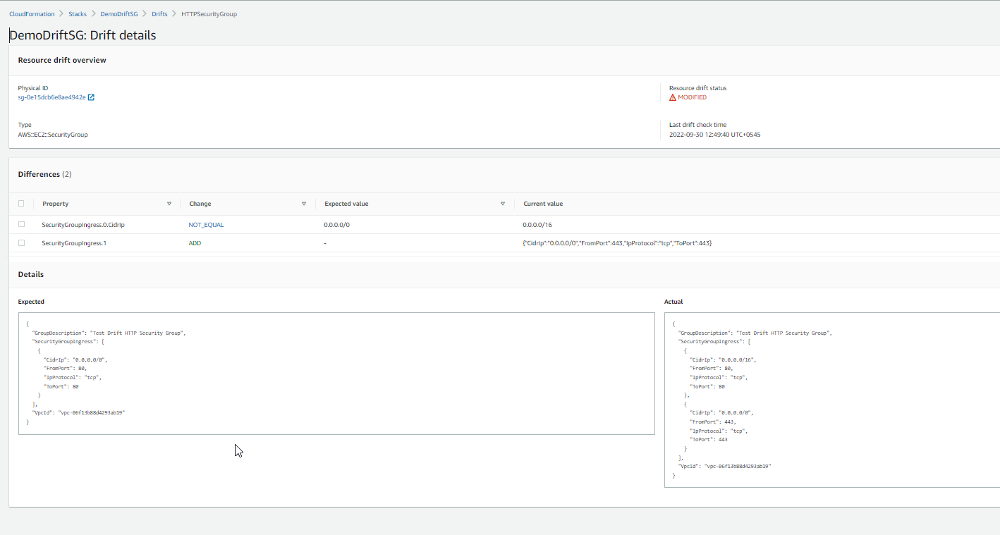 CloudFormation > Stacks > DemoDriftSG > Drifts > HTTPSecurityGroup
DemoDriftSG: Drift details
Resource drift overview
Physical ID
sg-0e15dcb6e8ae4942e
Resource drift status
MODIFIED
Type
AWS::EC2::SecurityGroup
Last drift check time
2022-09-30 12:49:40 UTC+0545
Differences (2)
Property Change Expected value Current value
SecurityGroupIngress.0.CidrIp NOT_EQUAL 0.0.0.0/0 0.0.0.0/16
SecurityGroupIngress.1 ADD - {"CidrIp":"0.0.0.0/0","FromPort":443,"IpProtocol":"tcp","ToPort":443}
Details
Expected
{
"GroupDescription": "Test Drift HTTP Security Group",
"SecurityGroupIngress": [
{
"CidrIp": "0.0.0.0/0",
"FromPort": 80,
"IpProtocol": "tcp",
"ToPort": 80
}
],
"VpcId": "vpc-06f13b88d4293ab19"
}
Actual
{
"GroupDescription": "Test Drift HTTP Security Group",
"SecurityGroupIngress": [
{
"CidrIp": "0.0.0.0/16",
"FromPort": 80,
"IpProtocol": "tcp",
"ToPort": 80
},
{
"CidrIp": "0.0.0.0/0",
"FromPort": 443,
"IpProtocol": "tcp",
"ToPort": 443
}
],
"VpcId": "vpc-06f13b88d4293ab19"
}